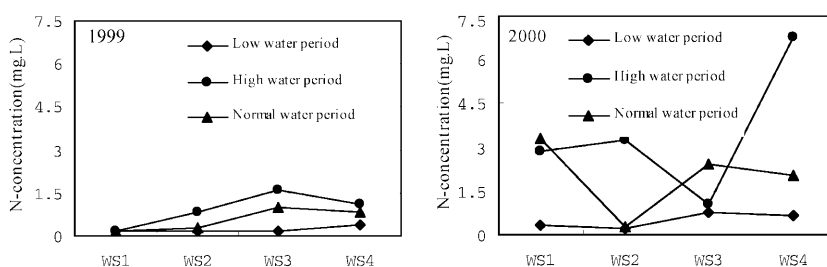 N-concentration(mg.L)
7.5
6
4.5
3
1.5
0
1999
Low water period
High water period
Normal water period
WS1 WS2 WS3 WS4
N-concentration(mg.L)
7.5
6
4.5
3
1.5
0
2000
Low water period
High water period
Normal water period
WS1 WS2 WS3 WS4